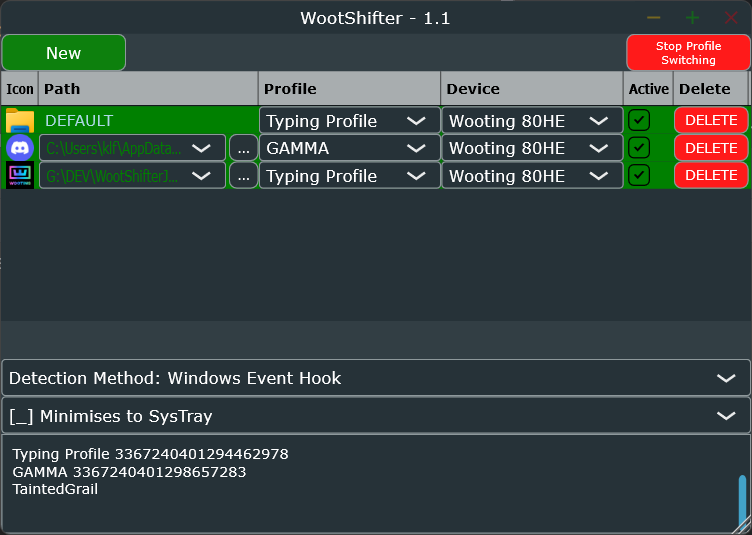 WootShifter - 1.1
New
Stop Profile
Switching
Icon Path Profile Device Active Delete
DEFAULT Typing Profile Wooting 80HE DELETE
C:\Users\klf\AppData... ... GAMMA Wooting 80HE DELETE
G:\DEV\WootShifterJ... ... Typing Profile Wooting 80HE DELETE
WOOTING
Detection Method: Windows Event Hook
[_] Minimises to SysTray
Typing Profile 3367240401294462978
GAMMA 3367240401298657283
TaintedGrail